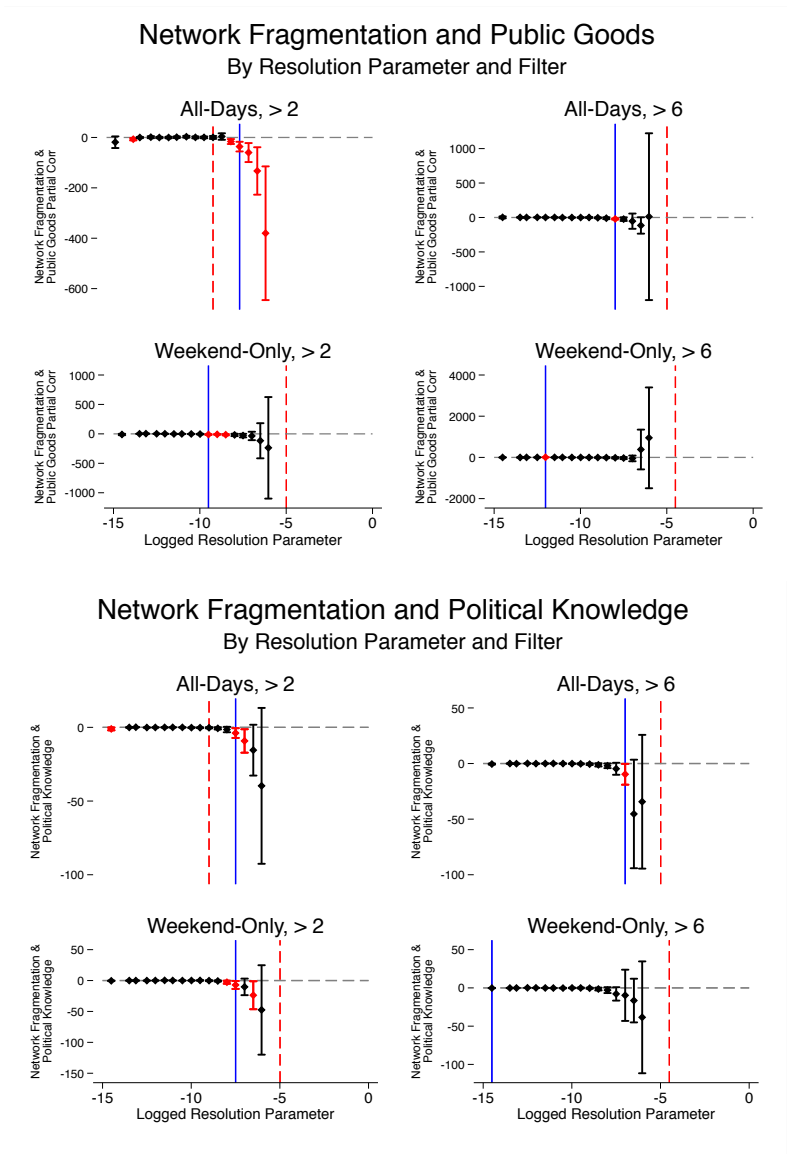 Network Fragmentation and Public Goods
By Resolution Parameter and Filter
All-Days, > 2
Network Fragmentation &
Public Goods Partial Corr
0
-200
-400
-600
All-Days, > 6
Network Fragmentation &
Public Goods Partial Corr
1000
500
0
-500
-1000
Weekend-Only, > 2
Network Fragmentation &
Public Goods Partial Corr
1000
500
0
-500
-1000
-15 -10 -5 0
Logged Resolution Parameter
Weekend-Only, > 6
Network Fragmentation &
Public Goods Partial Corr
4000
2000
0
-2000
-15 -10 -5 0
Logged Resolution Parameter
Network Fragmentation and Political Knowledge
By Resolution Parameter and Filter
All-Days, > 2
Network Fragmentation &
Political Knowledge
0
-50
-100
All-Days, > 6
Network Fragmentation &
Political Knowledge
50
0
-50
-100
Weekend-Only, > 2
Network Fragmentation &
Political Knowledge
50
0
-50
-100
-150
-15 -10 -5 0
Logged Resolution Parameter
Weekend-Only, > 6
Network Fragmentation &
Political Knowledge
50
0
-50
-100
-15 -10 -5 0
Logged Resolution Parameter